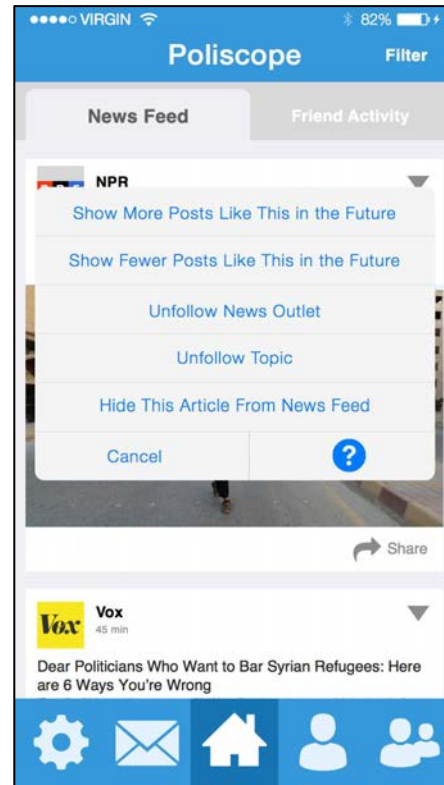 VIRGIN 82%
Poliscope Filter
News Feed Friend Activity
NPR
Show More Posts Like This in the Future
Show Fewer Posts Like This in the Future
Unfollow News Outlet
Unfollow Topic
Hide This Article From News Feed
Cancel ?
Share
Vox Vox
45 min
Dear Politicians Who Want to Bar Syrian Refugees: Here
are 6 Ways You're Wrong